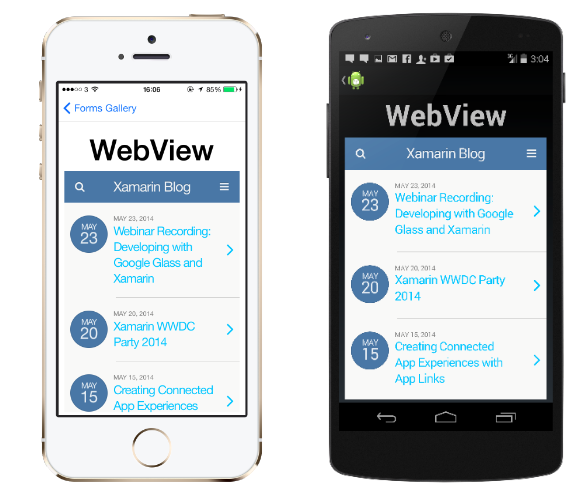 3 16:06 85%
Forms Gallery
WebView
Xamarin Blog
MAY 23
MAY 23, 2014
Webinar Recording:
Developing with
Google Glass and
Xamarin
MAY 20
MAY 20, 2014
Xamarin WWDC
Party 2014
MAY 15
MAY 15, 2014
Creating Connected
App Experiences
3:04
WebView
Xamarin Blog
MAY 23
MAY 23, 2014
Webinar Recording:
Developing with Google
Glass and Xamarin
MAY 20
MAY 20, 2014
Xamarin WWDC Party
2014
MAY 15
MAY 15, 2014
Creating Connected
App Experiences with
App Links